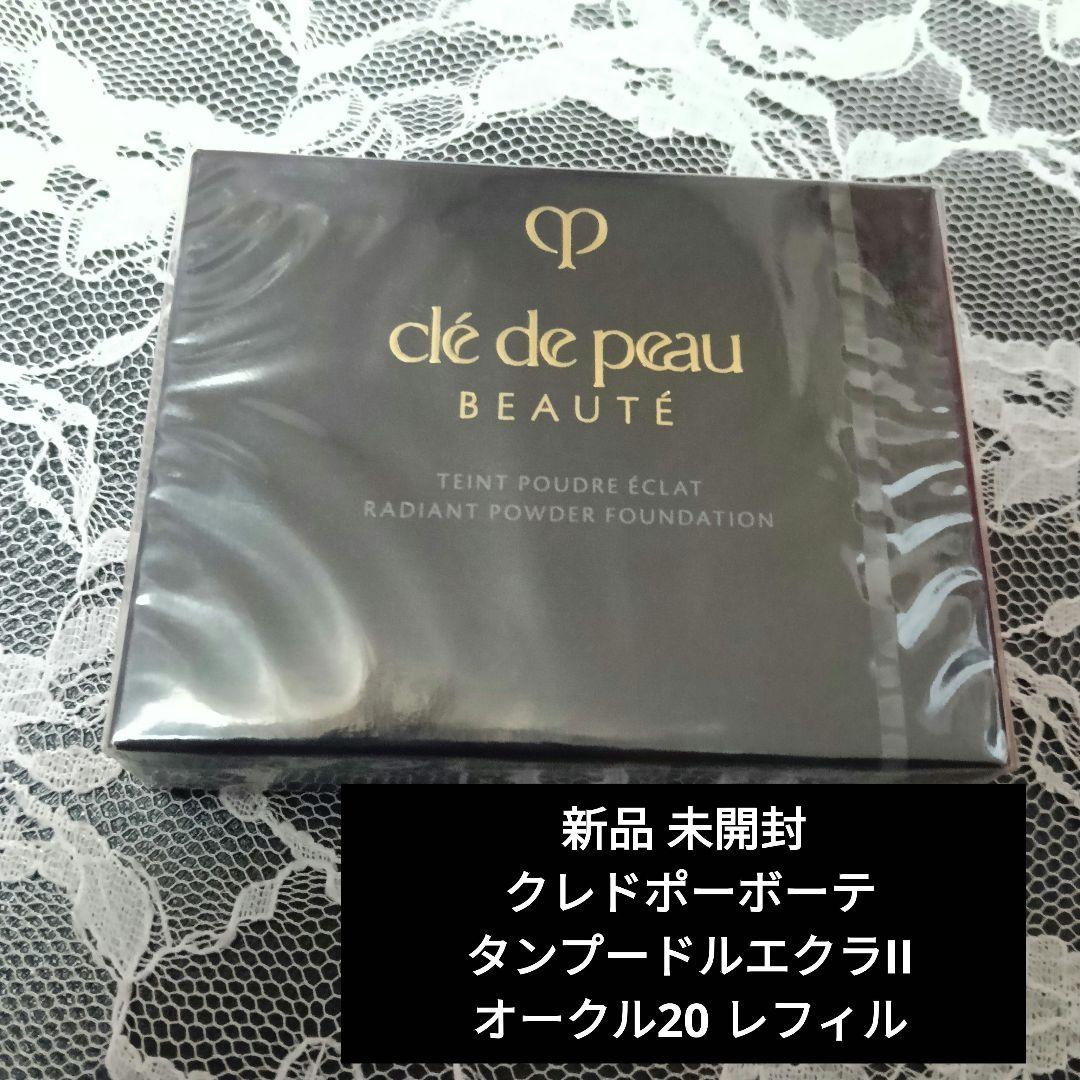 clé de peau
BEAUTÉ
TEINT POUDRE ÉCLAT
RADIANT POWDER FOUNDATION
新品 未開封
クレドポーボーテ
タンプードルエクラII
オークル20 レフィル